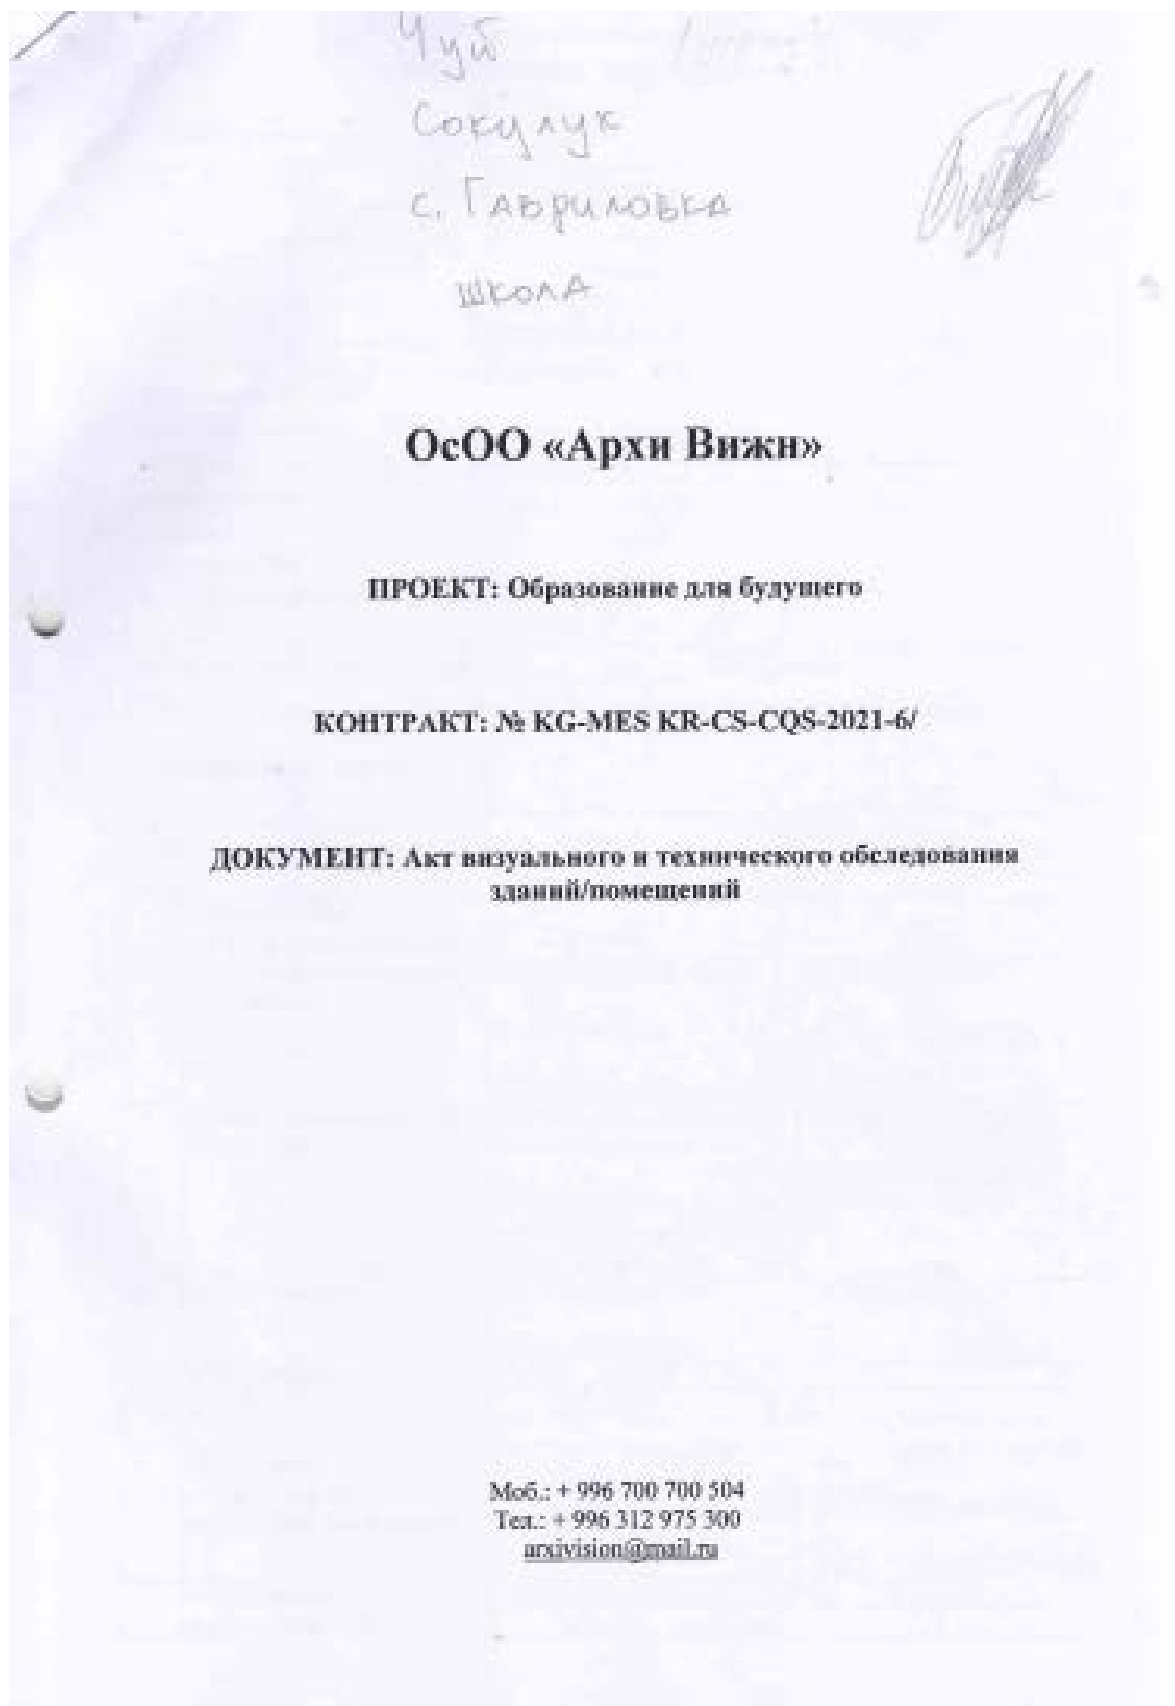 Чуй
Сокулук
с. Гавриловка
школа
ОсОО «Архи Вижн»
ПРОЕКТ: Образование для будущего
КОНТРАКТ: № KG-MES KR-CS-CQS-2021-6/
ДОКУМЕНТ: Акт визуального и технического обследования
зданий/помещений
Моб.: + 996 700 700 504
Тел.: + 996 312 975 300
arxivision@mail.ru